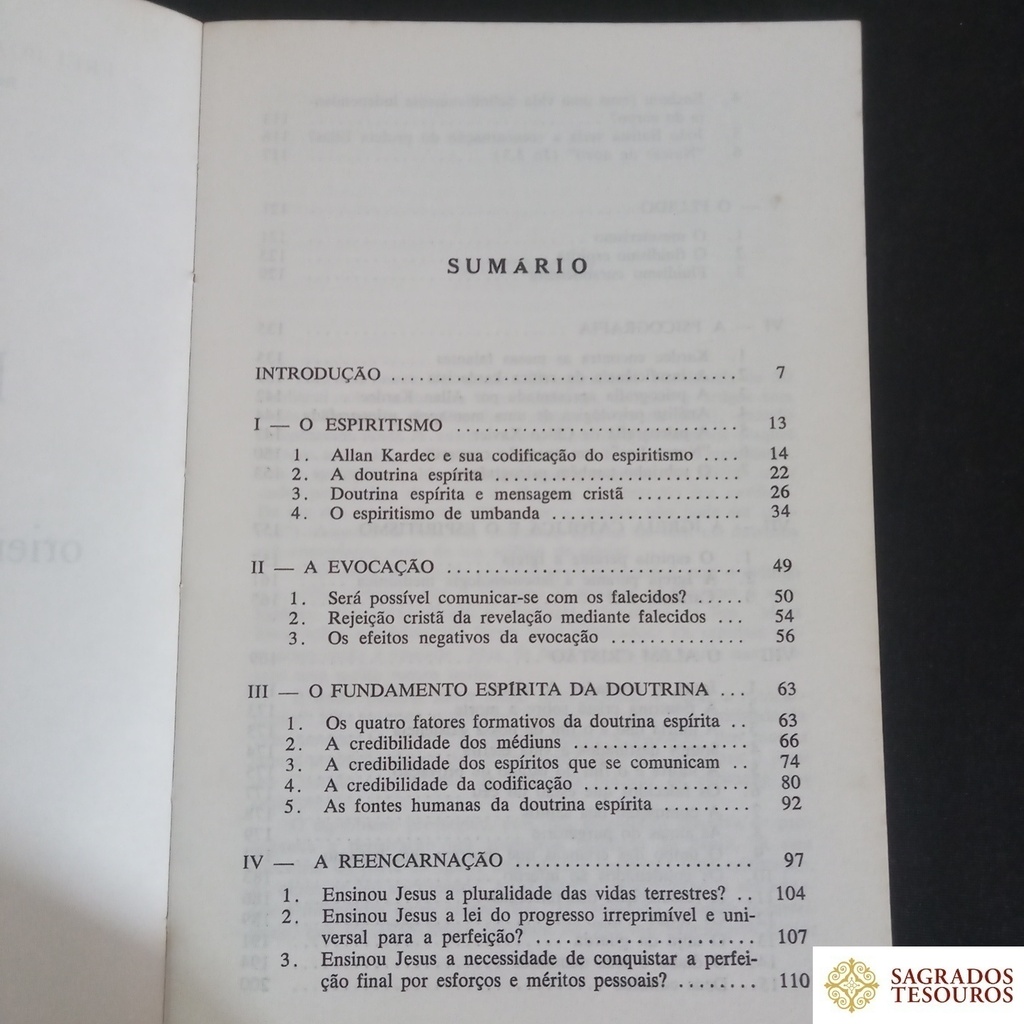 SUMÁRIO
INTRODUÇÃO ................................ 7
I — O ESPIRITISMO .............................. 13
1. Allan Kardec e sua codificação do espiritismo .... 14
2. A doutrina espírita ........................ 22
3. Doutrina espírita e mensagem cristã ........... 26
4. O espiritismo de umbanda .................... 34
II — A EVOCAÇÃO ................................ 49
1. Será possível comunicar-se com os falecidos? ..... 50
2. Rejeição cristã da revelação mediante falecidos ... 54
3. Os efeitos negativos da evocação .............. 56
III — O FUNDAMENTO ESPÍRITA DA DOUTRINA ... 63
1. Os quatro fatores formativos da doutrina espírita .. 63
2. A credibilidade dos médiuns .................. 66
3. A credibilidade dos espíritos que se comunicam .. 74
4. A credibilidade da codificação ................. 80
5. As fontes humanas da doutrina espírita ......... 92
IV — A REENCARNAÇÃO ......................... 97
1. Ensinou Jesus a pluralidade das vidas terrestres? .. 104
2. Ensinou Jesus a lei do progresso irreprimível e uni-
versal para a perfeição? ...................... 107
3. Ensinou Jesus a necessidade de conquistar a perfei-
ção final por esforços e méritos pessoais? ........ 110
SAGRADOS
TESOUROS